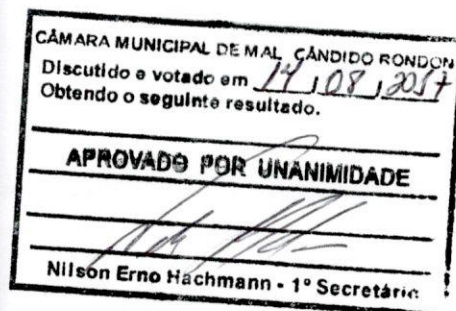 CÂMARA MUNICIPAL DE MAL. CÂNDIDO RONDON
Discutido e votado em 14 / 08 / 2017
Obtendo o seguinte resultado.
APROVADO POR UNANIMIDADE
Nilson Erno Hachmann - 1º Secretário